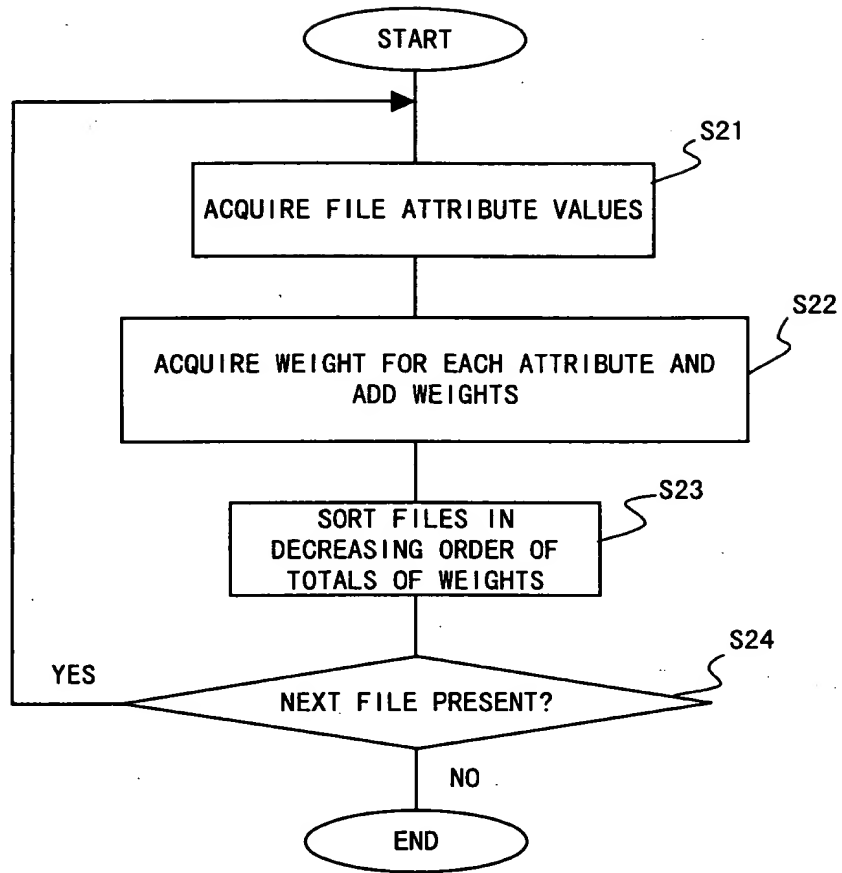 START
S21
ACQUIRE FILE ATTRIBUTE VALUES
S22
ACQUIRE WEIGHT FOR EACH ATTRIBUTE AND
ADD WEIGHTS
S23
SORT FILES IN
DECREASING ORDER OF
TOTALS OF WEIGHTS
S24
YES
NEXT FILE PRESENT?
NO
END